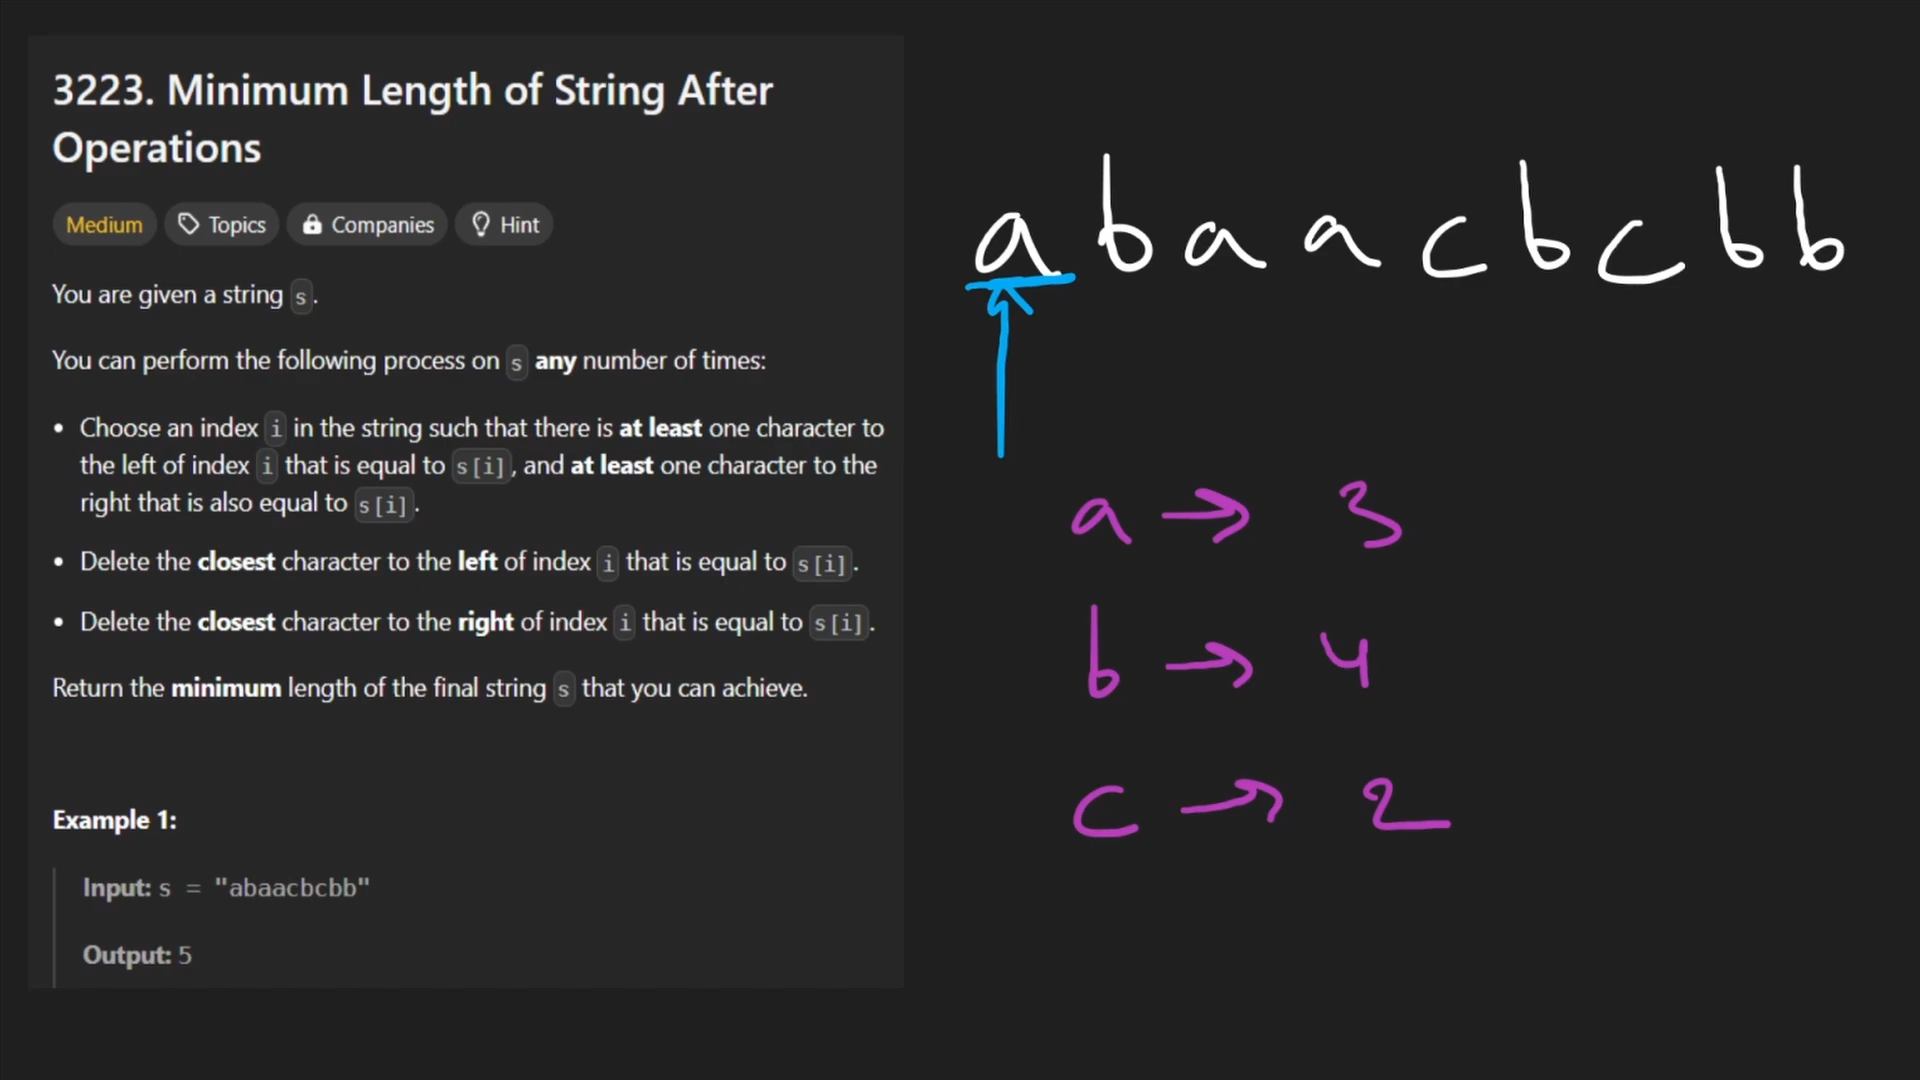 3223. Minimum Length of String After
Operations
Medium Topics Companies Hint
You are given a string s.
You can perform the following process on s any number of times:
• Choose an index i in the string such that there is at least one character to
the left of index i that is equal to s[i], and at least one character to the
right that is also equal to s[i].
• Delete the closest character to the left of index i that is equal to s[i].
• Delete the closest character to the right of index i that is equal to s[i].
Return the minimum length of the final string s that you can achieve.
Example 1:
Input: s = "abaacbcbb"
Output: 5
a b a a c b c b b
a → 3
b → 4
c → 2